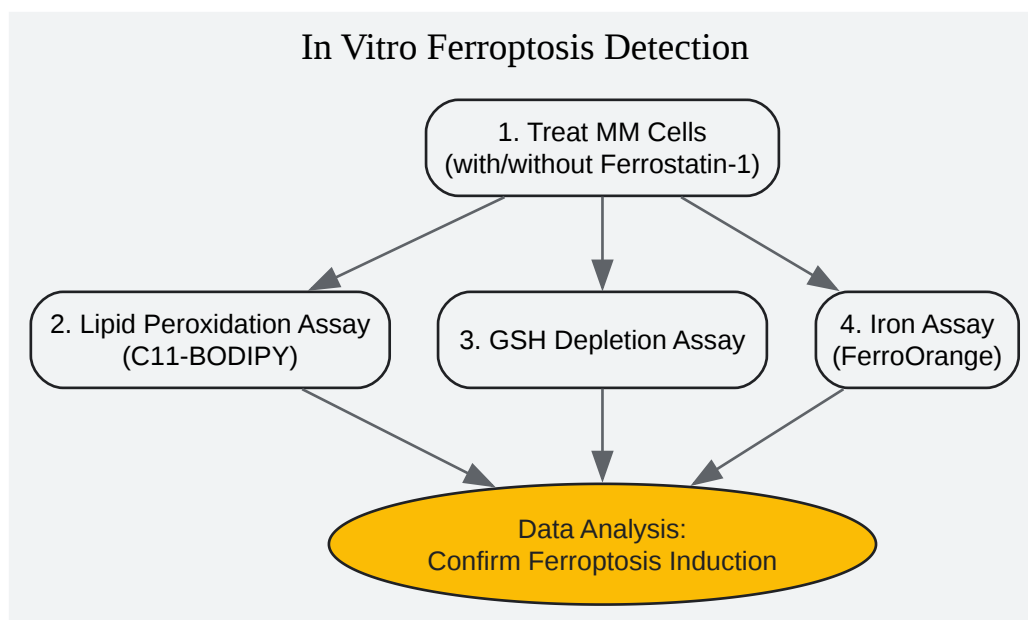 In Vitro Ferroptosis Detection
1. Treat MM Cells
(with/without Ferrostatin-1)
2. Lipid Peroxidation Assay
(C11-BODIPY)
3. GSH Depletion Assay
4. Iron Assay
(FerroOrange)
Data Analysis:
Confirm Ferroptosis Induction